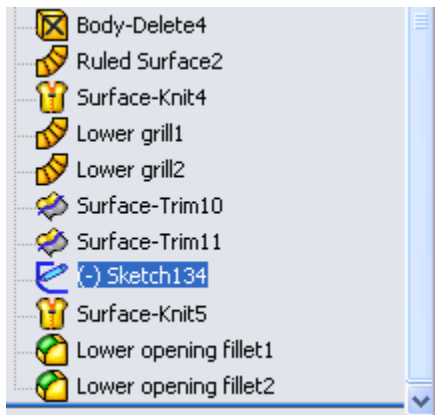 Body-Delete4
Ruled Surface2
Surface-Knit4
Lower grill1
Lower grill2
Surface-Trim10
Surface-Trim11
(-) Sketch134
Surface-Knit5
Lower opening fillet1
Lower opening fillet2